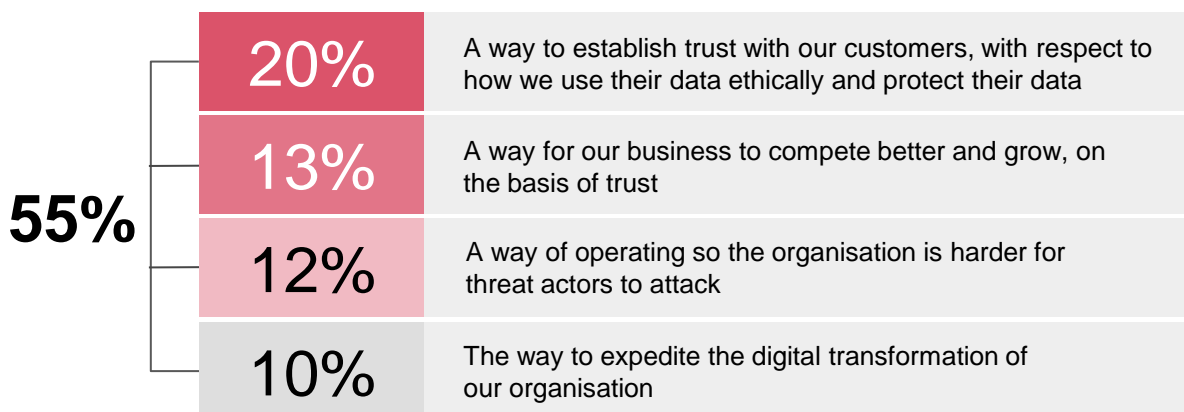 55%
20%
A way to establish trust with our customers, with respect to
how we use their data ethically and protect their data
13%
A way for our business to compete better and grow, on
the basis of trust
12%
A way of operating so the organisation is harder for
threat actors to attack
10%
The way to expedite the digital transformation of
our organisation